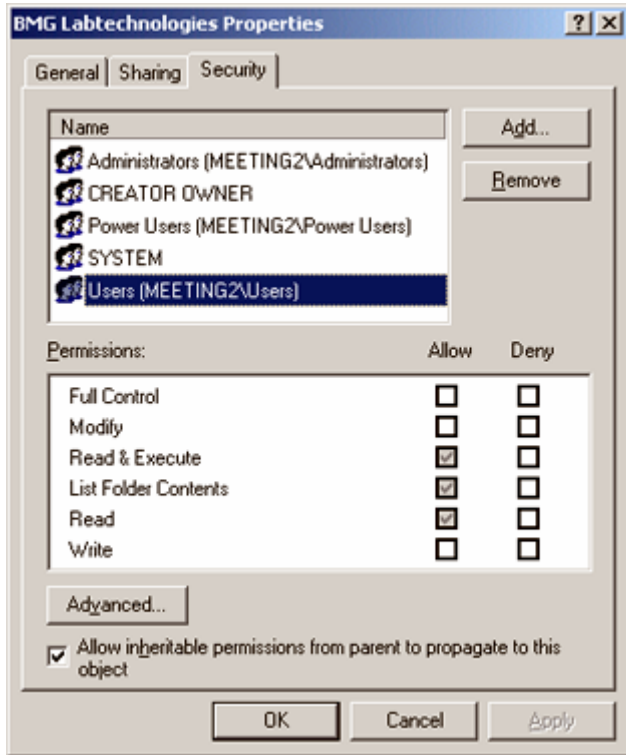 BMG Labtechnologies Properties
General Sharing Security
Name
Add...
Administrators (MEETING2\Administrators)
Remove
CREATOR OWNER
Power Users (MEETING2\Power Users)
SYSTEM
Users (MEETING2\Users)
Permissions: Allow Deny
Full Control
Modify
Read & Execute
List Folder Contents
Read
Write
Advanced...
Allow inheritable permissions from parent to propagate to this
object
OK Cancel Apply